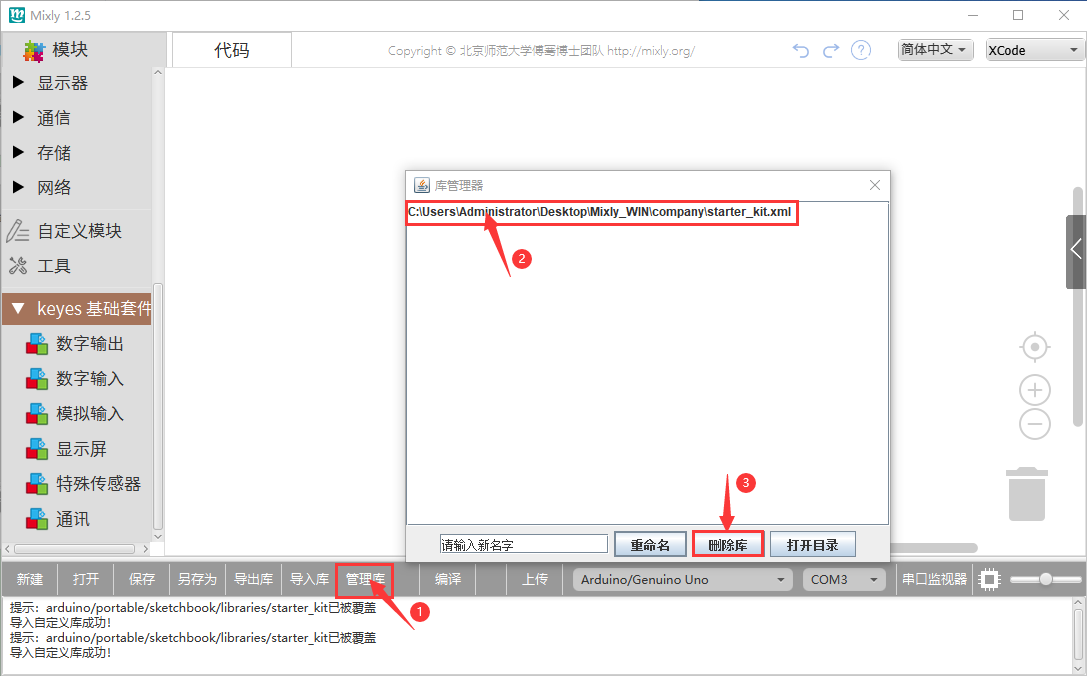 Mixly 1.2.5
模块
代码
Copyright © 北京师范大学傅骞博士团队 http://mixly.org/
简体中文
XCode
显示器
通信
存储
网络
自定义模块
工具
keyes 基础套件
数字输出
数字输入
模拟输入
显示屏
特殊传感器
通讯
库管理器
C:\Users\Administrator\Desktop\Mixly_WIN\company\starter_kit.xml
2
3
请输入新名字
重命名
删除库
打开目录
新建
打开
保存
另存为
导出库
导入库
管理库
编译
上传
Arduino/Genuino Uno
COM3
串口监视器
1
提示：arduino/portable/sketchbook/libraries/starter_kit已被覆盖
导入自定义库成功！
提示：arduino/portable/sketchbook/libraries/starter_kit已被覆盖
导入自定义库成功！